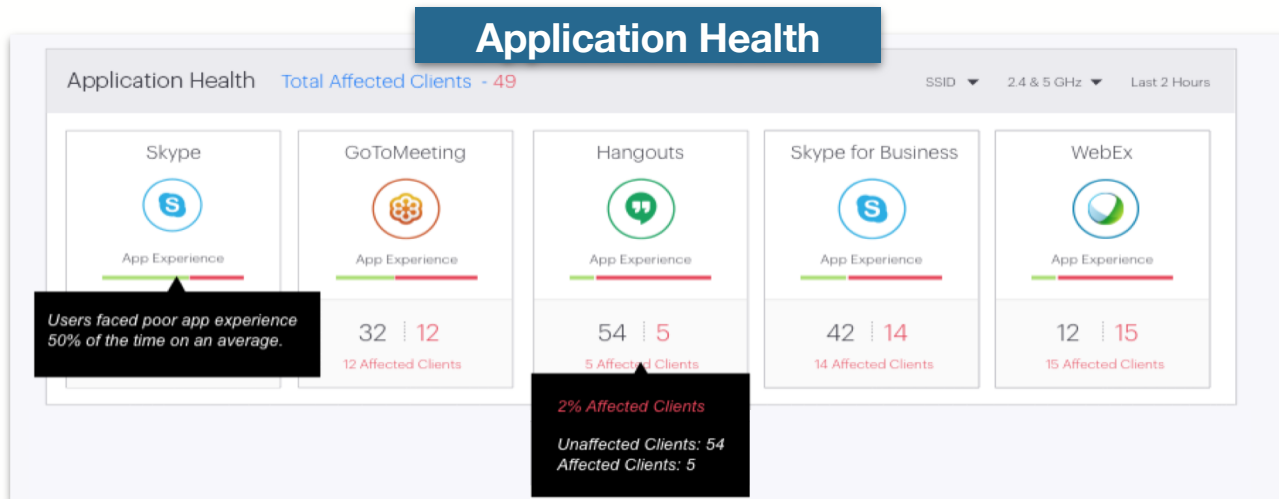 Application Health
Application Health Total Affected Clients - 49 SSID 2.4 & 5 GHz Last 2 Hours
Skype
App Experience
Users faced poor app experience
50% of the time on an average.
GoToMeeting
App Experience
32 12
12 Affected Clients
Hangouts
App Experience
54 5
5 Affected Clients
2% Affected Clients
Unaffected Clients: 54
Affected Clients: 5
Skype for Business
App Experience
42 14
14 Affected Clients
WebEx
App Experience
12 15
15 Affected Clients